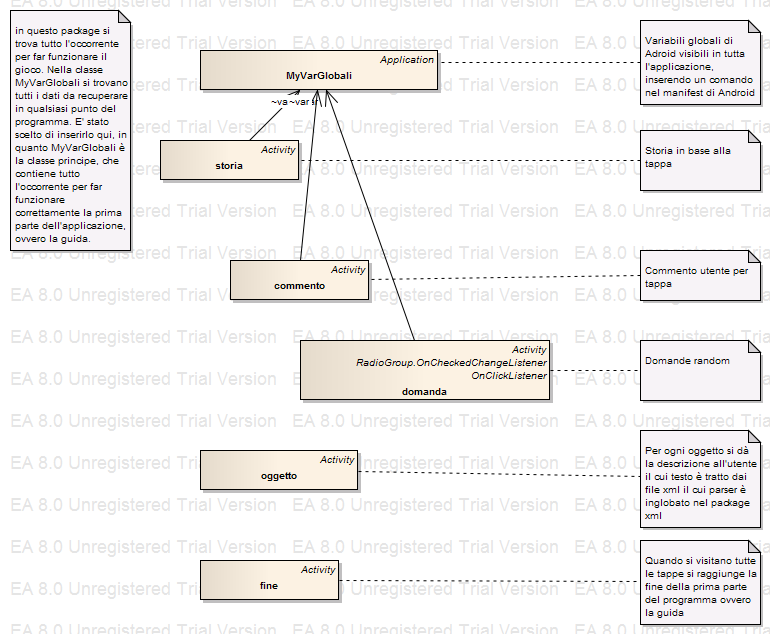 in questo package si
trova tutto l'occorrente
per far funzionare il
gioco. Nella classe
MyVarGlobali si trovano
tutti i dati da recuperare
in qualsiasi punto del
programma. E' stato
scelto di inserirlo qui, in
quanto MyVarGlobali è
la classe principe, che
contiene tutto
l'occorrente per far
funzionare
correttamente la prima
parte dell'applicazione,
ovvero la guida.
Application
MyVarGlobali
Variabili globali di
Adroid visibili in tutta
l'applicazione,
inserendo un comando
nel manifest di Android
~va ~var
Activity
storia
Storia in base alla
tappa
Activity
commento
Commento utente per
tappa
Activity
RadioGroup.OnCheckedChangeListener
OnClickListener
domanda
Domande random
Activity
oggetto
Per ogni oggetto si dà
la descrizione all'utente
il cui testo è tratto dai
file xml il cui parser è
inglobato nel package
xml
Activity
fine
Quando si visitano tutte
le tappe si raggiunge la
fine della prima parte
del programma ovvero
la guida
EA 8.0 Unregistered Trial Version